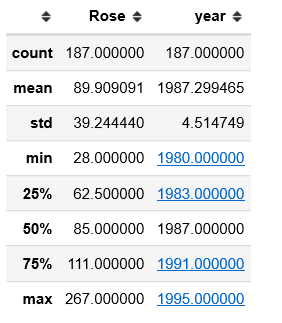 Rose year
count 187.000000 187.000000
mean 89.909091 1987.299465
std 39.244440 4.514749
min 28.000000 1980.000000
25% 62.500000 1983.000000
50% 85.000000 1987.000000
75% 111.000000 1991.000000
max 267.000000 1995.000000